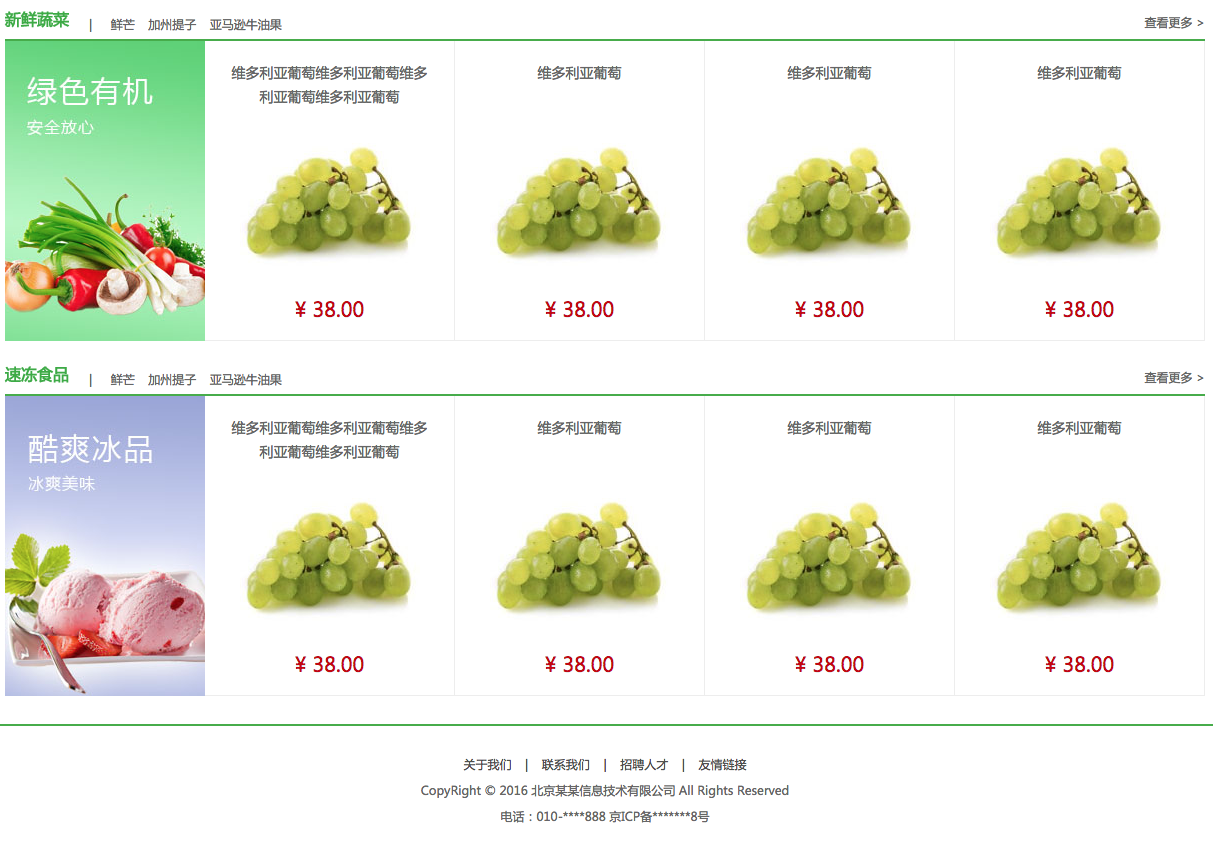 新鲜蔬菜 | 鲜芒 加州提子 亚马逊牛油果 查看更多 >
绿色有机
安全放心
维多利亚葡萄维多利亚葡萄维多
利亚葡萄维多利亚葡萄
¥ 38.00
维多利亚葡萄
¥ 38.00
维多利亚葡萄
¥ 38.00
维多利亚葡萄
¥ 38.00
速冻食品 | 鲜芒 加州提子 亚马逊牛油果 查看更多 >
酷爽冰品
冰爽美味
维多利亚葡萄维多利亚葡萄维多
利亚葡萄维多利亚葡萄
¥ 38.00
维多利亚葡萄
¥ 38.00
维多利亚葡萄
¥ 38.00
维多利亚葡萄
¥ 38.00
关于我们 | 联系我们 | 招聘人才 | 友情链接
CopyRight © 2016 北京某某信息技术有限公司 All Rights Reserved
电话：010-****888 京ICP备*******8号